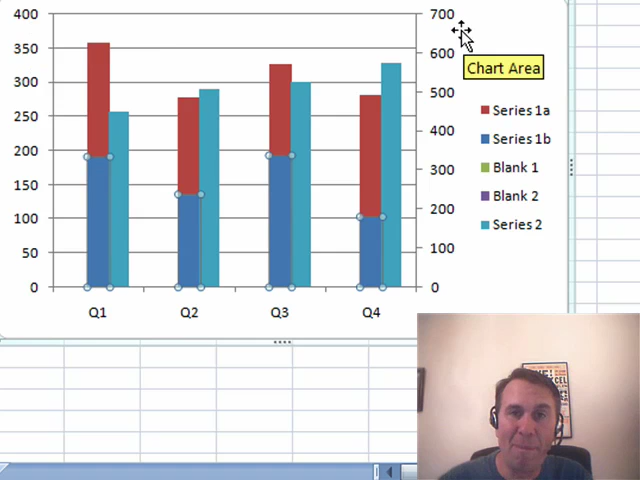 400
350
300
250
200
150
100
50
0
700
600
500
400
300
200
100
0
Chart Area
Series 1a
Series 1b
Blank 1
Blank 2
Series 2
Q1 Q2 Q3 Q4